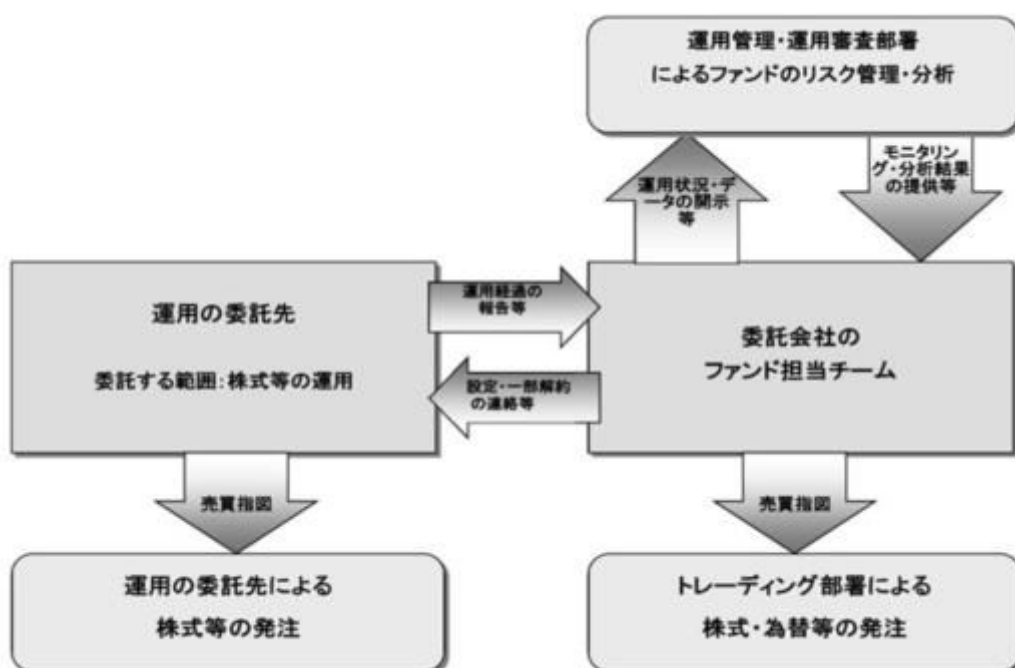 運用管理・運用審査部署
によるファンドのリスク管理・分析
運用状況・デ
ータの開示
等
モニタリン
グ・分析結果
の提供等
運用の委託先
委託する範囲：株式等の運用
運用経過の
報告等
設定・一部解約
の連絡等
委託会社の
ファンド担当チーム
売買指図
売買指図
運用の委託先による
株式等の発注
トレーディング部署による
株式・為替等の発注